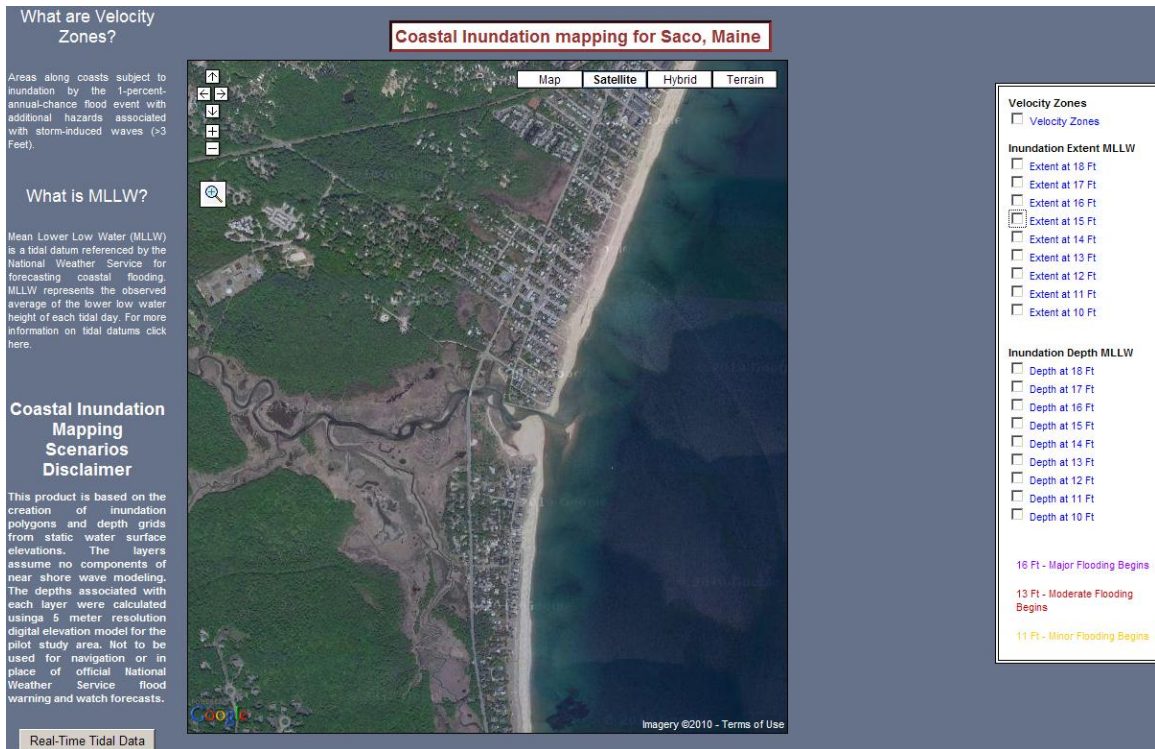 What are Velocity
Zones?
Areas along coasts subject to
inundation by the 1-percent-
annual-chance flood event with
additional hazards associated
with storm-induced waves (>3
Feet).
What is MLLW?
Mean Lower Low Water (MLLW)
is a tidal datum referenced by the
National Weather Service for
forecasting coastal flooding.
MLLW represents the observed
average of the lower low water
height of each tidal day. For more
information on tidal datums click
here.
Coastal Inundation
Mapping
Scenarios
Disclaimer
This product is based on the
creation of inundation
polygons and depth grids
from static water surface
elevations. The layers
assume no components of
near shore wave modeling.
The depths associated with
each layer were calculated
usinga 5 meter resolution
digital elevation model for the
pilot study area. Not to be
used for navigation or in
place of official National
Weather Service flood
warning and watch forecasts.
Real-Time Tidal Data
Coastal Inundation mapping for Saco, Maine
Map Satellite Hybrid Terrain
Google
Imagery ©2010 - Terms of Use
Velocity Zones
Velocity Zones
Inundation Extent MLLW
Extent at 18 Ft
Extent at 17 Ft
Extent at 16 Ft
Extent at 15 Ft
Extent at 14 Ft
Extent at 13 Ft
Extent at 12 Ft
Extent at 11 Ft
Extent at 10 Ft
Inundation Depth MLLW
Depth at 18 Ft
Depth at 17 Ft
Depth at 16 Ft
Depth at 15 Ft
Depth at 14 Ft
Depth at 13 Ft
Depth at 12 Ft
Depth at 11 Ft
Depth at 10 Ft
16 Ft - Major Flooding Begins
13 Ft - Moderate Flooding
Begins
11 Ft - Minor Flooding Begins